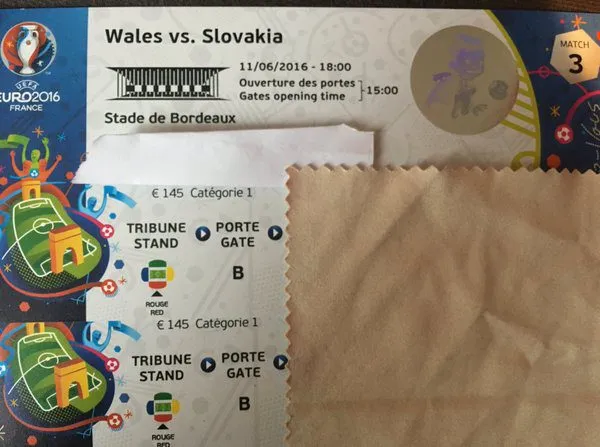 Wales vs. Slovakia
11/06/2016 - 18:00
Ouverture des portes
Gates opening time
15:00
Stade de Bordeaux
MATCH
3
UEFA
EURO2016
FRANCE
€ 145 Catégorie 1
TRIBUNE PORTE
STAND GATE
B
ROUGE
RED
€ 145 Catégorie 1
TRIBUNE PORTE
STAND GATE
B
ROUGE
RED